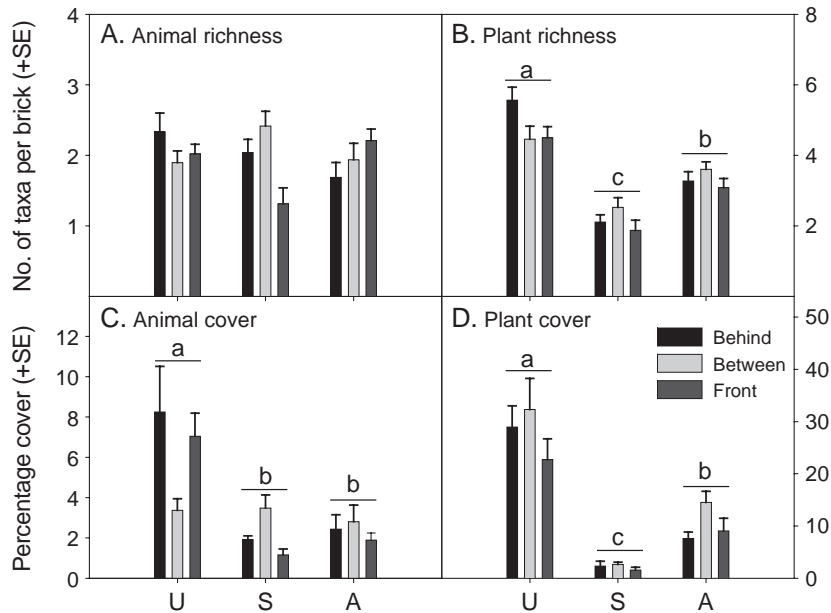 No. of taxa per brick (+SE)
4
3
2
1
A. Animal richness
B. Plant richness
a
c
b
8
6
4
2
Percentage cover (+SE)
12
10
8
6
4
2
0
C. Animal cover
a
b
b
U
S
A
D. Plant cover
Behind
Between
Front
a
c
b
U
S
A
50
40
30
20
10
0